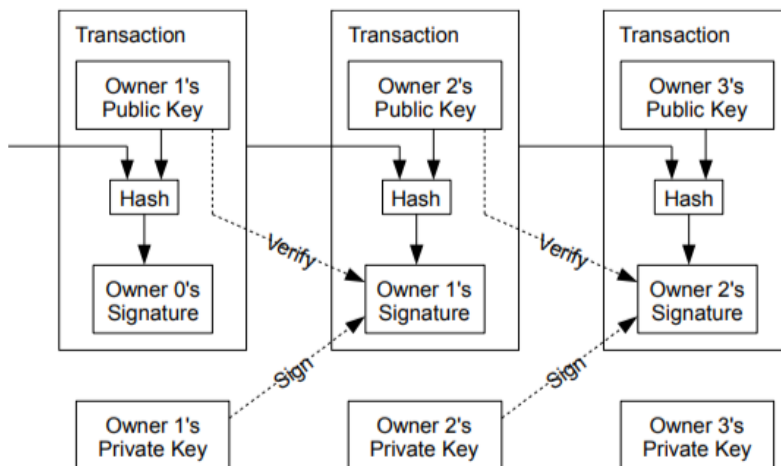 Transaction
Transaction
Transaction
Owner 1's
Public Key
Owner 2's
Public Key
Owner 3's
Public Key
Hash
Hash
Hash
Verify
Verify
Owner 0's
Signature
Owner 1's
Signature
Owner 2's
Signature
Sign
Sign
Owner 1's
Private Key
Owner 2's
Private Key
Owner 3's
Private Key